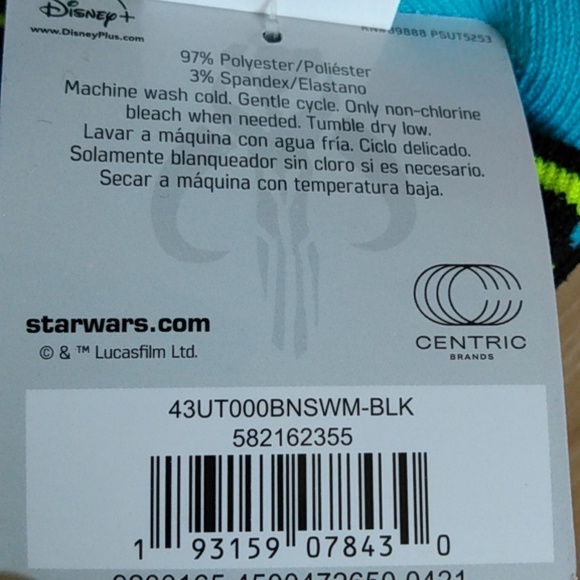 Disney+
www.DisneyPlus.com
PSUT5253
97% Polyester/Poliéster
3% Spandex/Elastano
Machine wash cold. Gentle cycle. Only non-chlorine
bleach when needed. Tumble dry low.
Lavar a máquina con agua fría. Ciclo delicado.
Solamente blanqueador sin cloro si es necesario.
Secar a máquina con temperatura baja.
starwars.com
© & ™ Lucasfilm Ltd.
CENTRIC
BRANDS
43UT000BNSWM-BLK
582162355
1 93159 07843 0